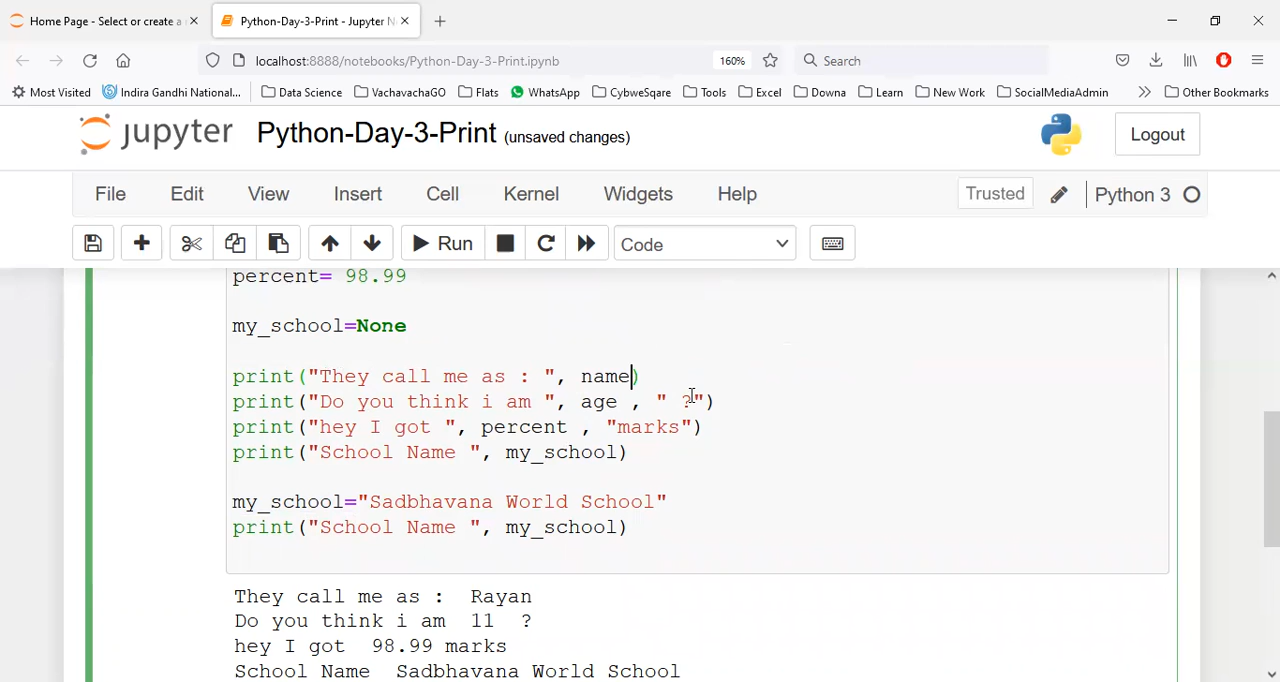 Home Page - Select or create a
Python-Day-3-Print - Jupyter N
localhost:8888/notebooks/Python-Day-3-Print.ipynb
160%
Search
Most Visited
Indira Gandhi National...
Data Science
VachavachaGO
Flats
WhatsApp
CybweSqare
Tools
Excel
Downa
Learn
New Work
SocialMediaAdmin
Other Bookmarks
jupyter
Python-Day-3-Print (unsaved changes)
Logout
File
Edit
View
Insert
Cell
Kernel
Widgets
Help
Trusted
Python 3
Run
Code
percent= 98.99
my_school=None
print("They call me as : ", name)
print("Do you think i am ", age , " ?")
print("hey I got ", percent , "marks")
print("School Name ", my_school)
my_school="Sadbhavana World School"
print("School Name ", my_school)
They call me as :  Rayan
Do you think i am  11  ?
hey I got  98.99 marks
School Name  Sadbhavana World School